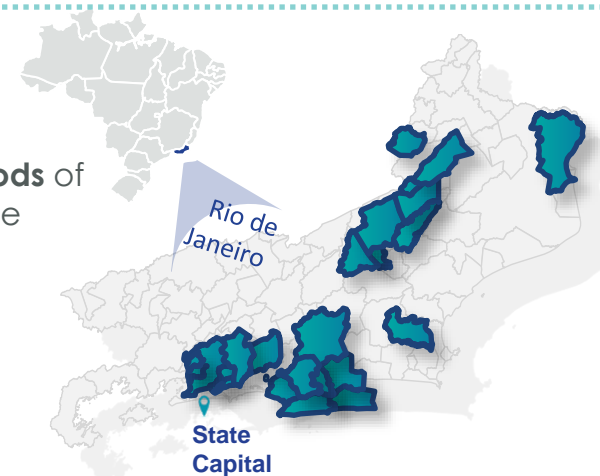 ods of
e
Rio de
Janeiro
State
Capital